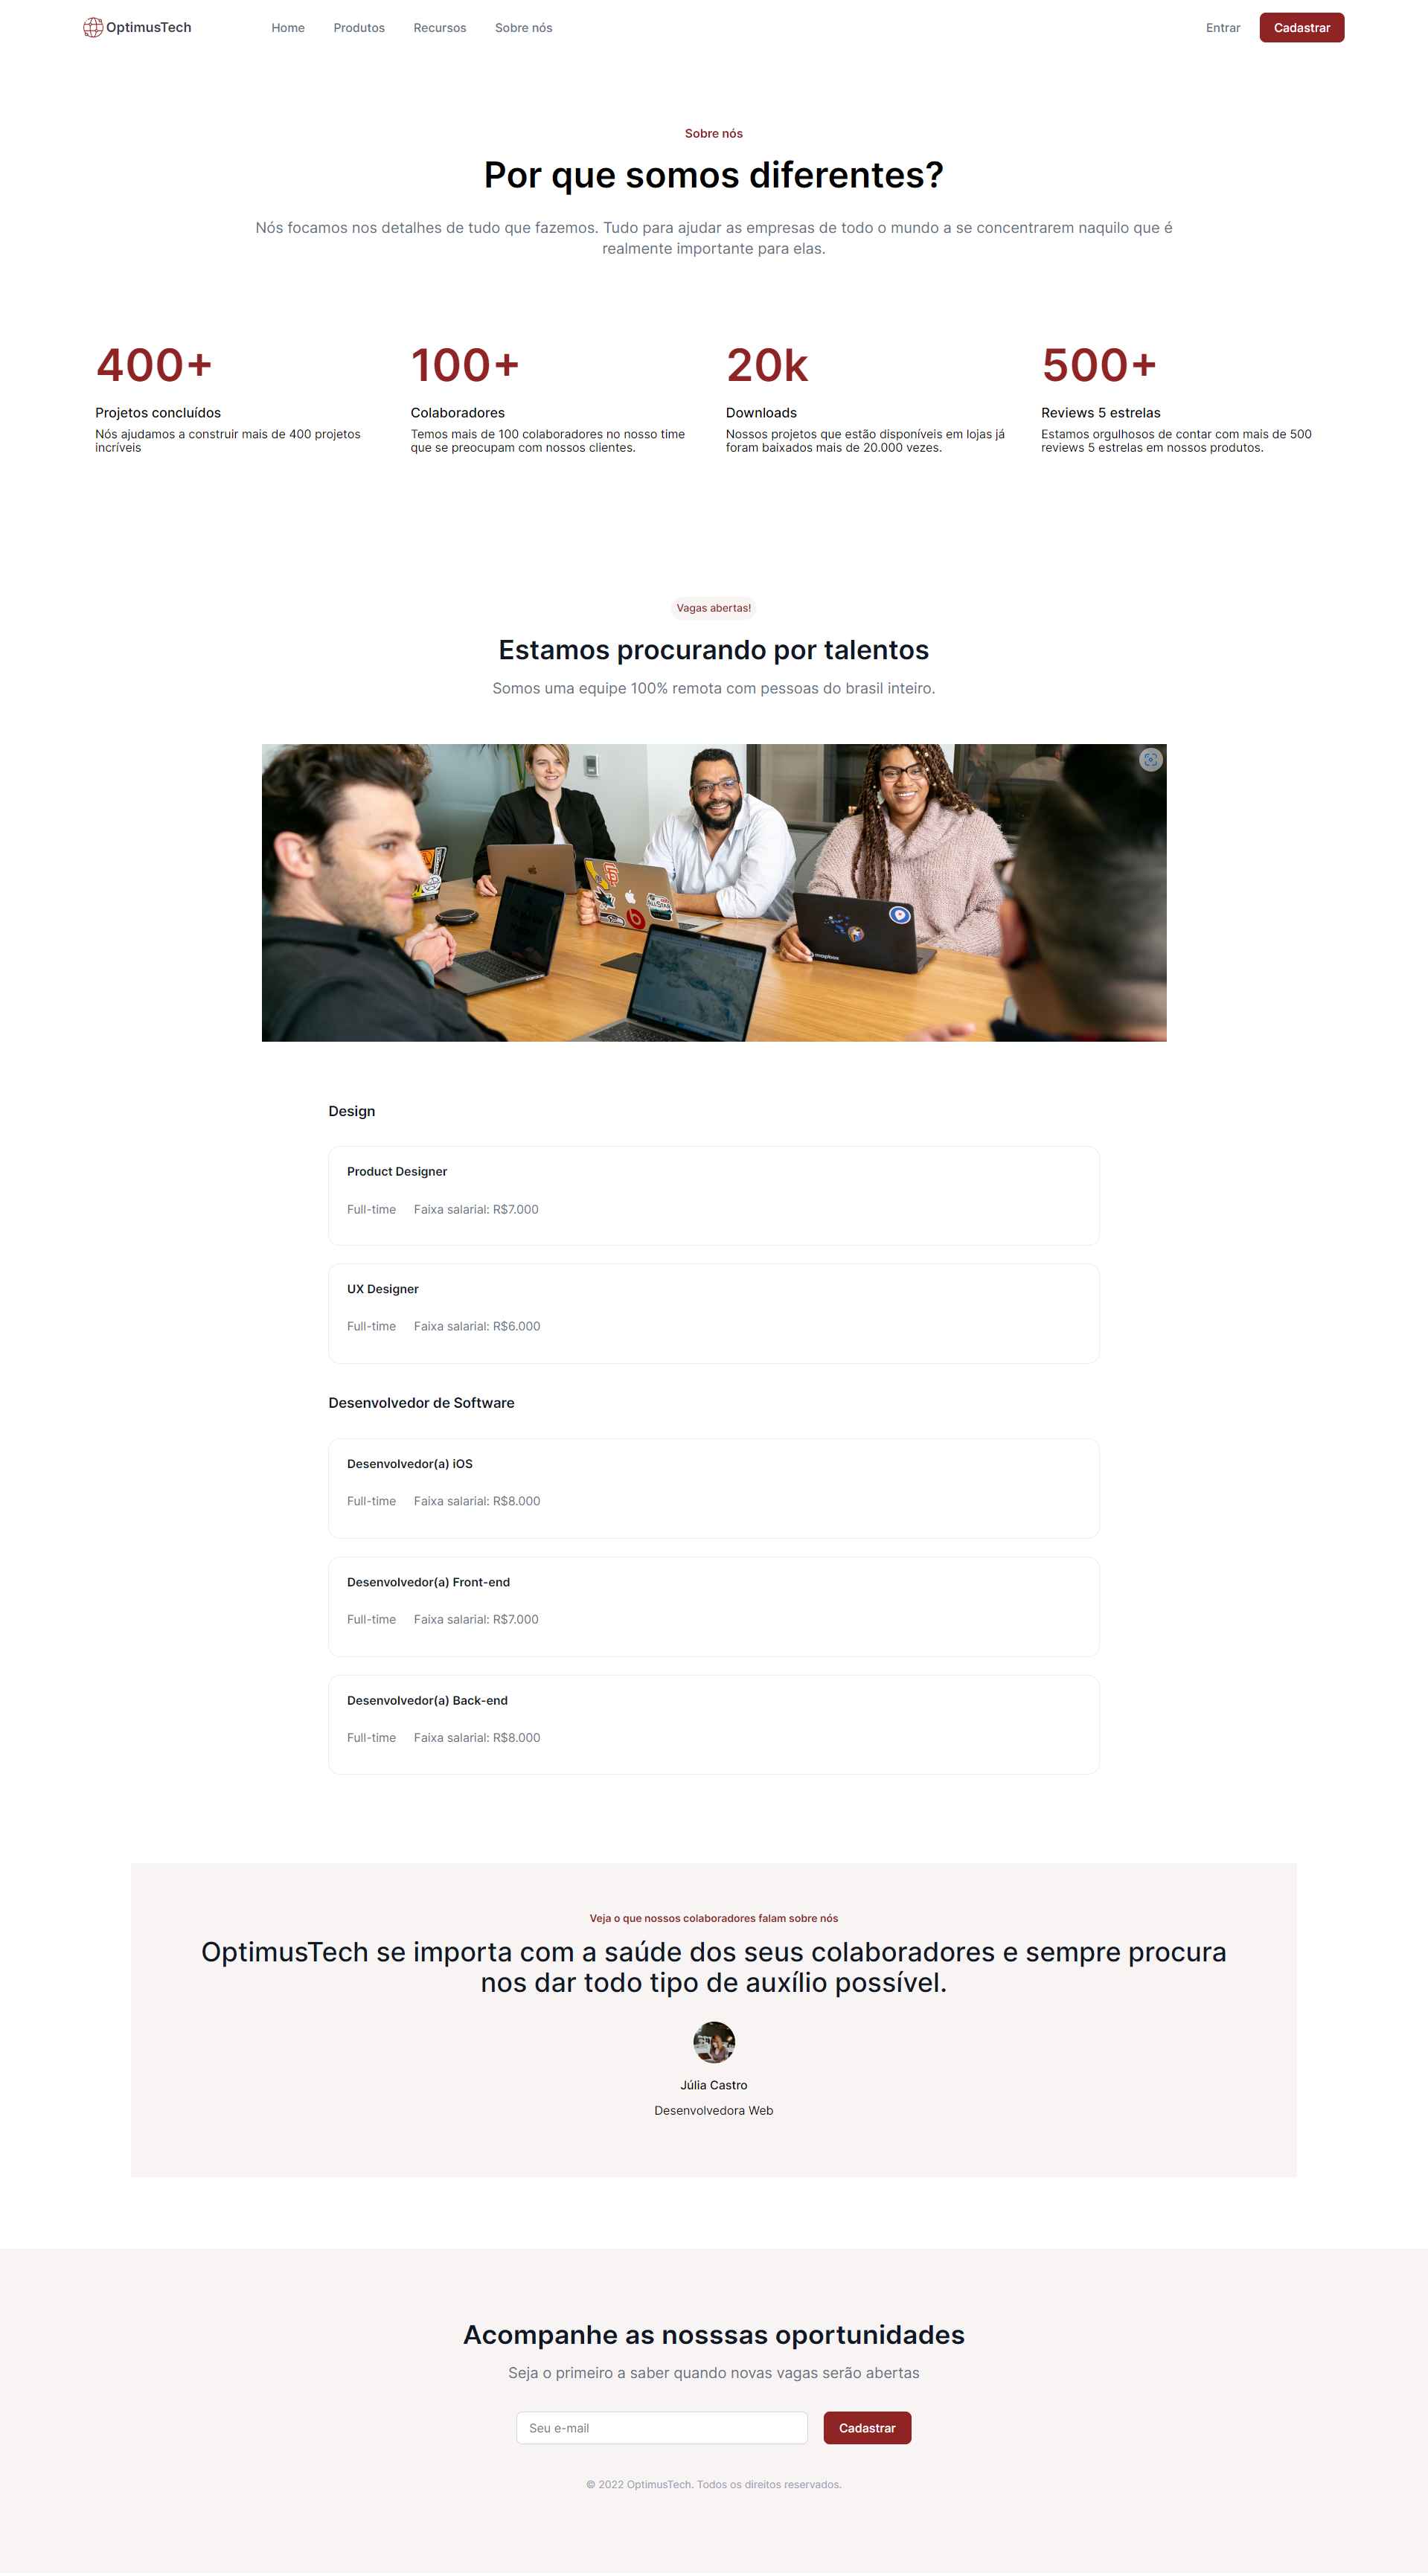 OptimusTech
Home Produtos Recursos Sobre nós
Entrar Cadastrar
Sobre nós
Por que somos diferentes?
Nós focamos nos detalhes de tudo que fazemos. Tudo para ajudar as empresas de todo o mundo a se concentrarem naquilo que é
realmente importante para elas.
400+
Projetos concluídos
Nós ajudamos a construir mais de 400 projetos
incríveis
100+
Colaboradores
Temos mais de 100 colaboradores no nosso time
que se preocupam com nossos clientes.
20k
Downloads
Nossos projetos que estão disponíveis em lojas já
foram baixados mais de 20.000 vezes.
500+
Reviews 5 estrelas
Estamos orgulhosos de contar com mais de 500
reviews 5 estrelas em nossos produtos.
Vagas abertas!
Estamos procurando por talentos
Somos uma equipe 100% remota com pessoas do brasil inteiro.
mapbox
Design
Product Designer
Full-time Faixa salarial: R$7.000
UX Designer
Full-time Faixa salarial: R$6.000
Desenvolvedor de Software
Desenvolvedor(a) iOS
Full-time Faixa salarial: R$8.000
Desenvolvedor(a) Front-end
Full-time Faixa salarial: R$7.000
Desenvolvedor(a) Back-end
Full-time Faixa salarial: R$8.000
Veja o que nossos colaboradores falam sobre nós
OptimusTech se importa com a saúde dos seus colaboradores e sempre procura
nos dar todo tipo de auxílio possível.
Júlia Castro
Desenvolvedora Web
Acompanhe as nosssas oportunidades
Seja o primeiro a saber quando novas vagas serão abertas
Seu e-mail Cadastrar
© 2022 OptimusTech. Todos os direitos reservados.